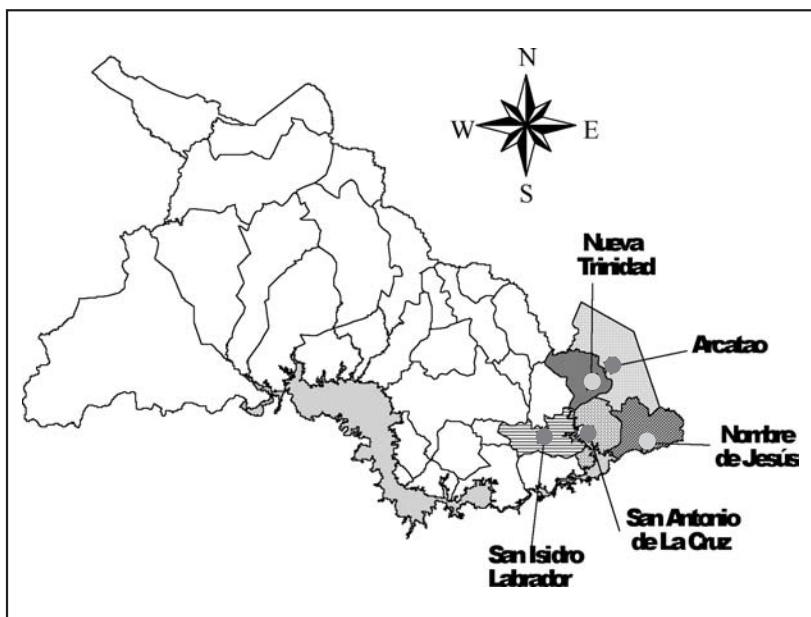 N
W E
S
Nueva
Trinidad
Arcatao
Nombre
de Jesús
San Antonio
de La Cruz
San Isidro
Labrador